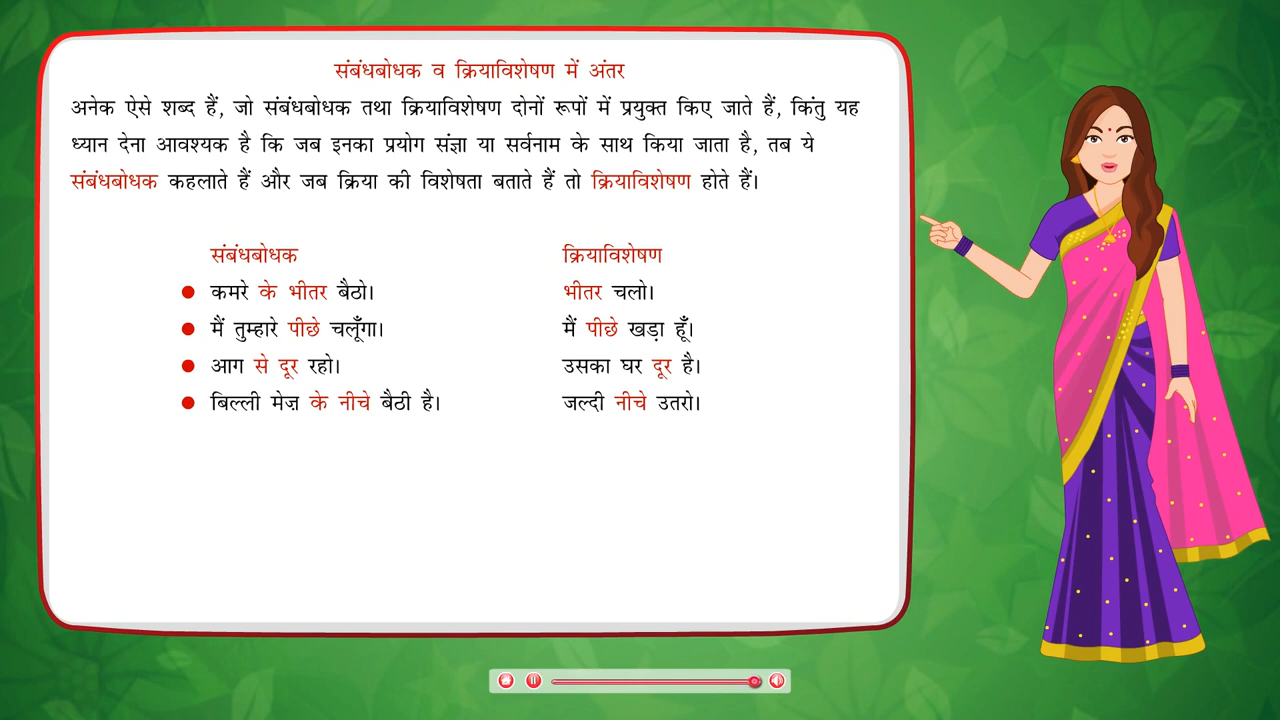 संबंधबोधक व क्रियाविशेषण में अंतर
अनेक ऐसे शब्द हैं, जो संबंधबोधक तथा क्रियाविशेषण दोनों रूपों में प्रयुक्त किए जाते हैं, किंतु यह
ध्यान देना आवश्यक है कि जब इनका प्रयोग संज्ञा या सर्वनाम के साथ किया जाता है, तब ये
संबंधबोधक कहलाते हैं और जब क्रिया की विशेषता बताते हैं तो क्रियाविशेषण होते हैं।
संबंधबोधक क्रियाविशेषण
● कमरे के भीतर बैठो। भीतर चलो।
● मैं तुम्हारे पीछे चलूँगा। मैं पीछे खड़ा हूँ।
● आग से दूर रहो। उसका घर दूर है।
● बिल्ली मेज़ के नीचे बैठी है। जल्दी नीचे उतरो।